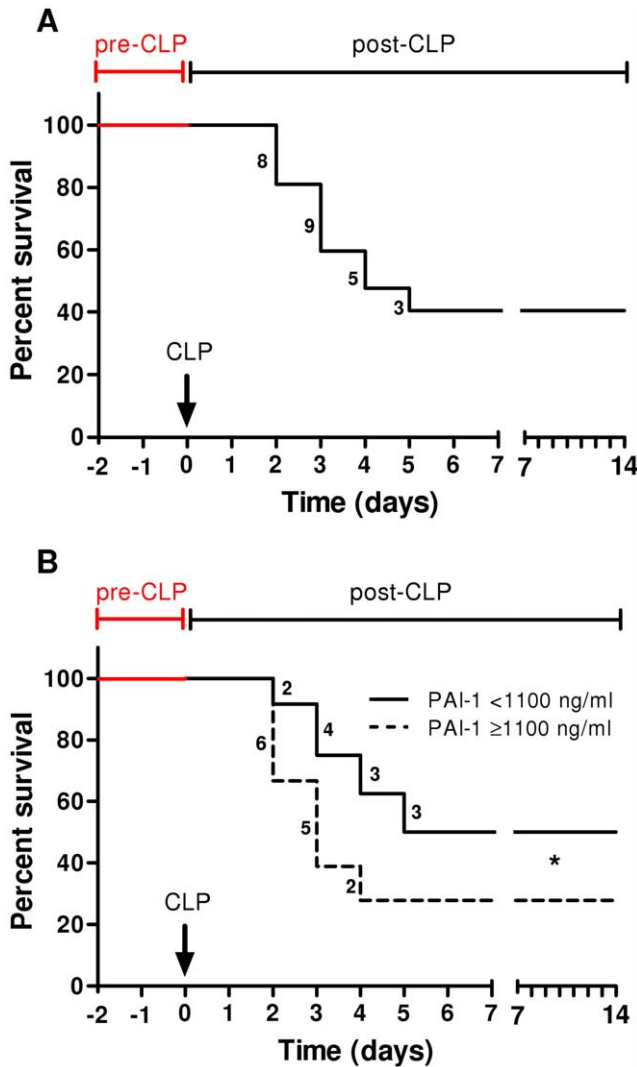 A
pre-CLP post-CLP
100
80
60
40
20
0
Percent survival
8
9
5
3
CLP
-2 -1 0 1 2 3 4 5 6 7 7 14
Time (days)
B
pre-CLP post-CLP
100
80
60
40
20
0
Percent survival
PAI-1 <1100 ng/ml
PAI-1 ≥1100 ng/ml
2
4
6
3
3
5
2
*
CLP
-2 -1 0 1 2 3 4 5 6 7 7 14
Time (days)